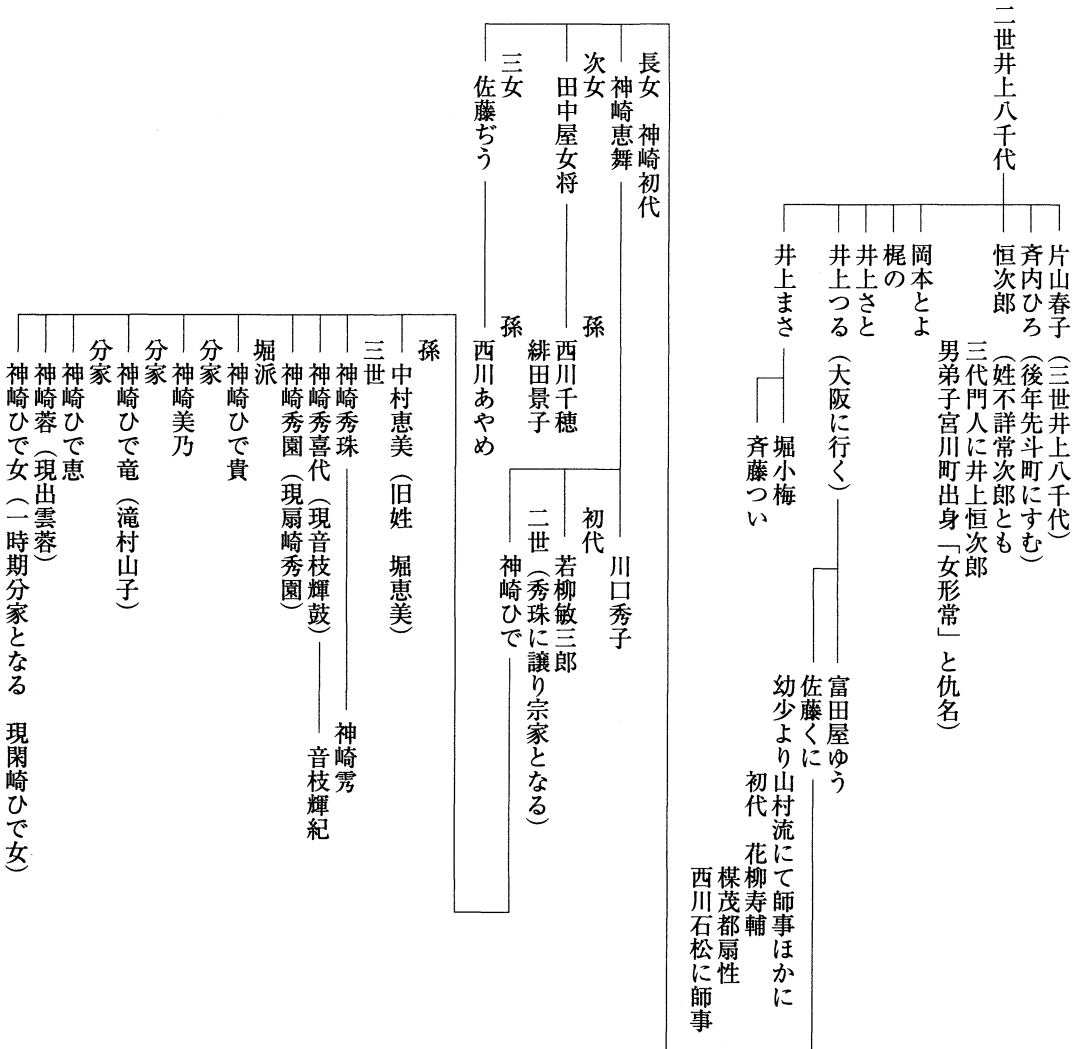 二世井上八千代
片山春子（三世井上八千代）
斉内ひろ（後年先斗町にすむ）
恒次郎（姓不詳常次郎とも
三代門人に井上恒次郎
男弟子宮川町出身「女形常」と仇名）
岡本とよ
梶の
井上さと
井上つる（大阪に行く）
井上まさ
堀小梅
斉藤つい
富田屋ゆう
佐藤くに
幼少より山村流にて師事ほかに
初代　花柳寿輔
楳茂都扇性
西川石松に師事
長女　神崎初代
神崎恵舞
次女
田中屋女将
三女
佐藤ぢう
川口秀子
初代
若柳敏三郎
二世（秀珠に譲り宗家となる）
神崎ひで
孫
西川千穂
緋田景子
孫
西川あやめ
孫
中村恵美（旧姓　堀恵美）
三世
神崎秀珠
神崎雱
神崎秀喜代（現音枝輝鼓）
音枝輝紀
神崎秀園（現扇崎秀園）
堀派
神崎ひで貴
分家
神崎美乃
分家
神崎ひで竜（滝村山子）
分家
神崎ひで恵
神崎蓉（現出雲蓉）
神崎ひで女（一時期分家となる　現閑崎ひで女）